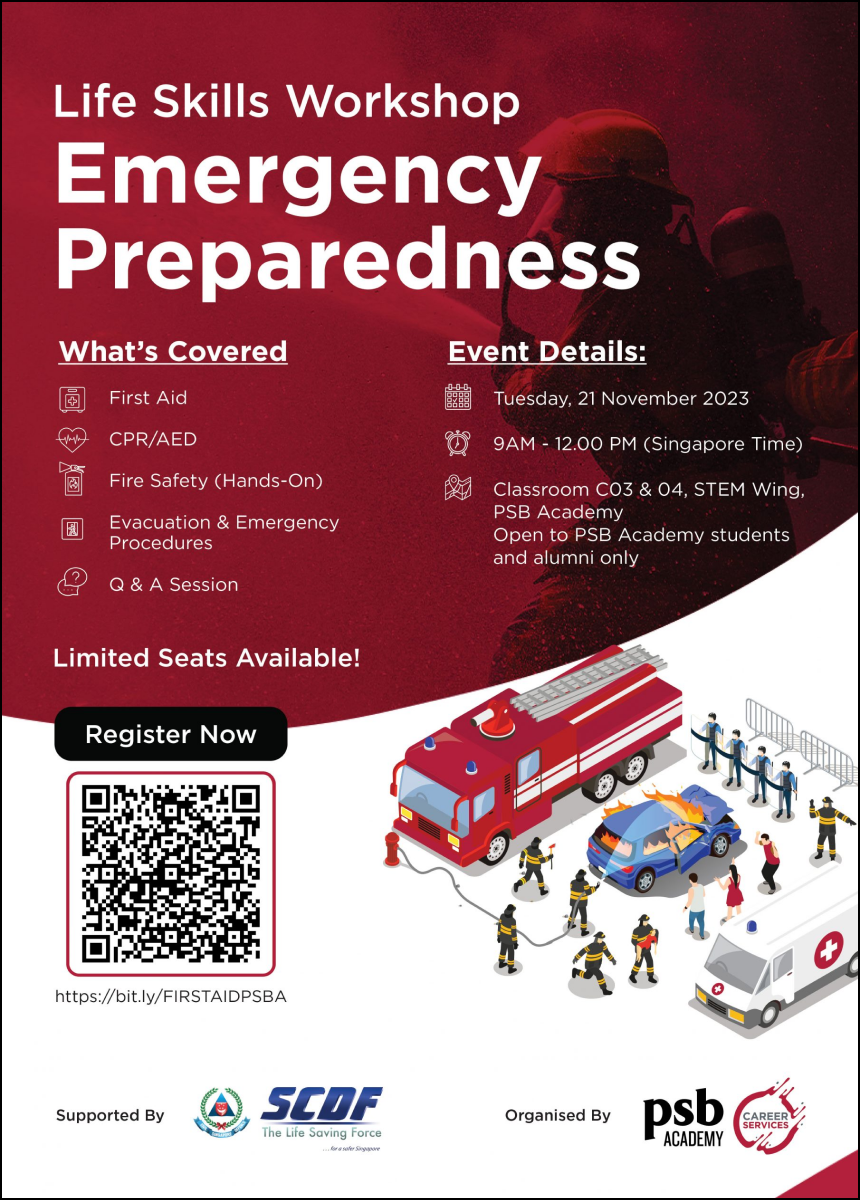 Life Skills Workshop
Emergency
Preparedness
What's Covered
First Aid
CPR/AED
Fire Safety (Hands-On)
Evacuation & Emergency
Procedures
Q & A Session
Event Details:
Tuesday, 21 November 2023
9AM - 12.00 PM (Singapore Time)
Classroom C03 & 04, STEM Wing,
PSB Academy
Open to PSB Academy students
and alumni only
Limited Seats Available!
Register Now
https://bit.ly/FIRSTAIDPSBA
Supported By
SCDF
The Life Saving Force
...for a safer Singapore
Organised By
psb
ACADEMY
CAREER
SERVICES